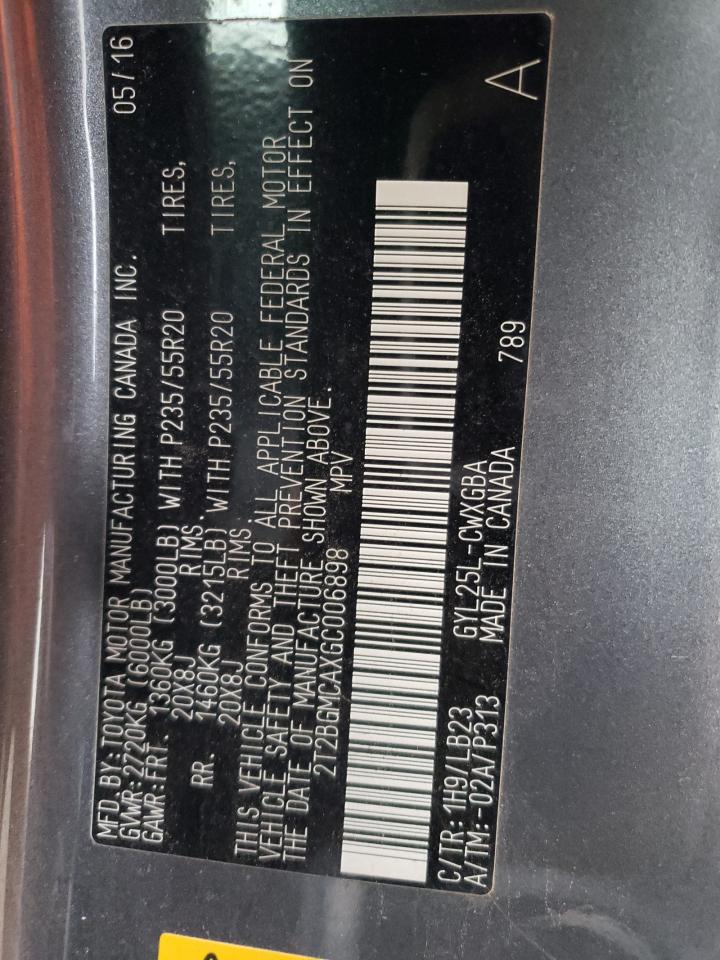 MFD. BY: TOYOTA MOTOR MANUFACTURING CANADA INC. 05/16
GVWR: 2720KG (6000LB)
GAWR: FRT. 1360KG (3000LB) WITH P235/55R20 TIRES,
20X8J RIMS.
RR. 1460KG (3215LB) WITH P235/55R20 TIRES,
20X8J RIMS.
THIS VEHICLE CONFORMS TO ALL APPLICABLE FEDERAL MOTOR
VEHICLE SAFETY AND THEFT PREVENTION STANDARDS IN EFFECT ON
THE DATE OF MANUFACTURE SHOWN ABOVE.
2T2BGMCAXGC006898 MPV
C/TR: 1H9/LB23 GYL25L-CWXGBA A
A/TM: -02A/P313 MADE IN CANADA 789